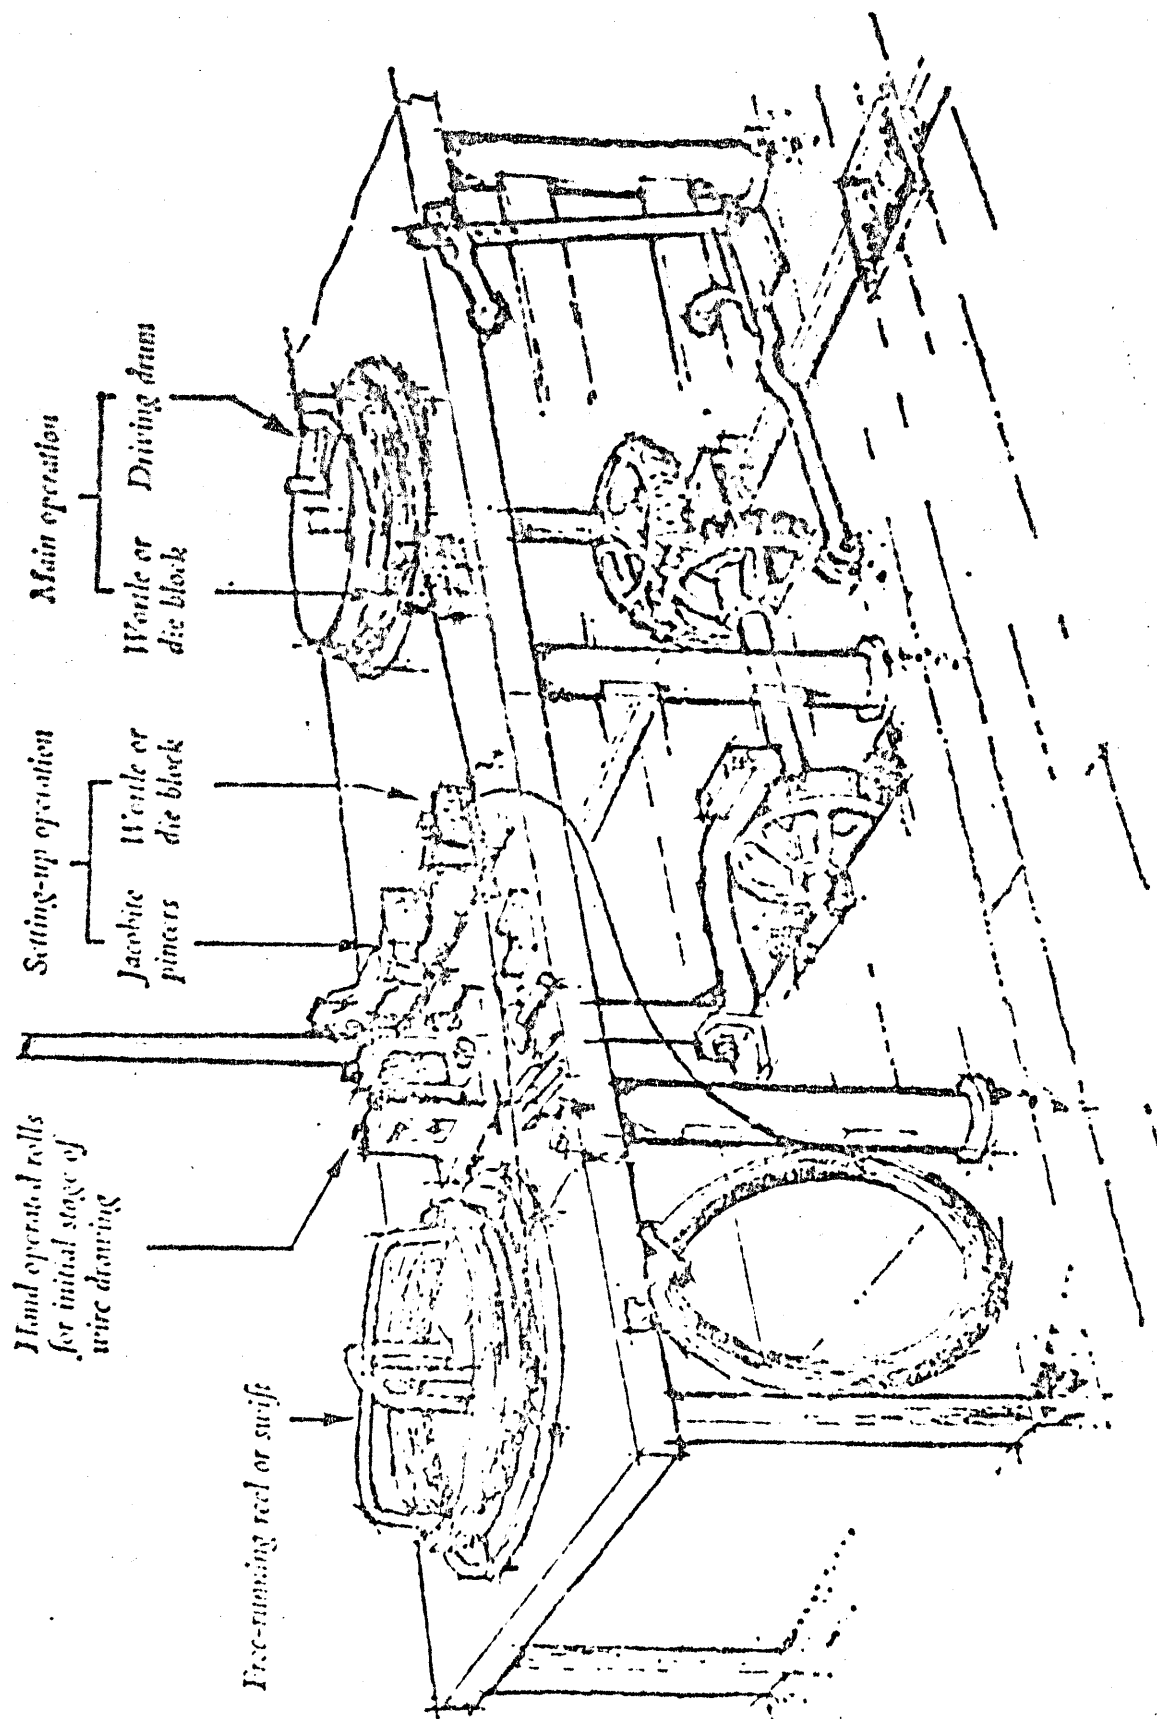 Free-running reel or swift
Hand operated rolls
for initial stage of
wire drawing
Setting-up operation
Jacobite
pincers
Wortle or
die block
Main operation
Wortle or
die block
Driving drum